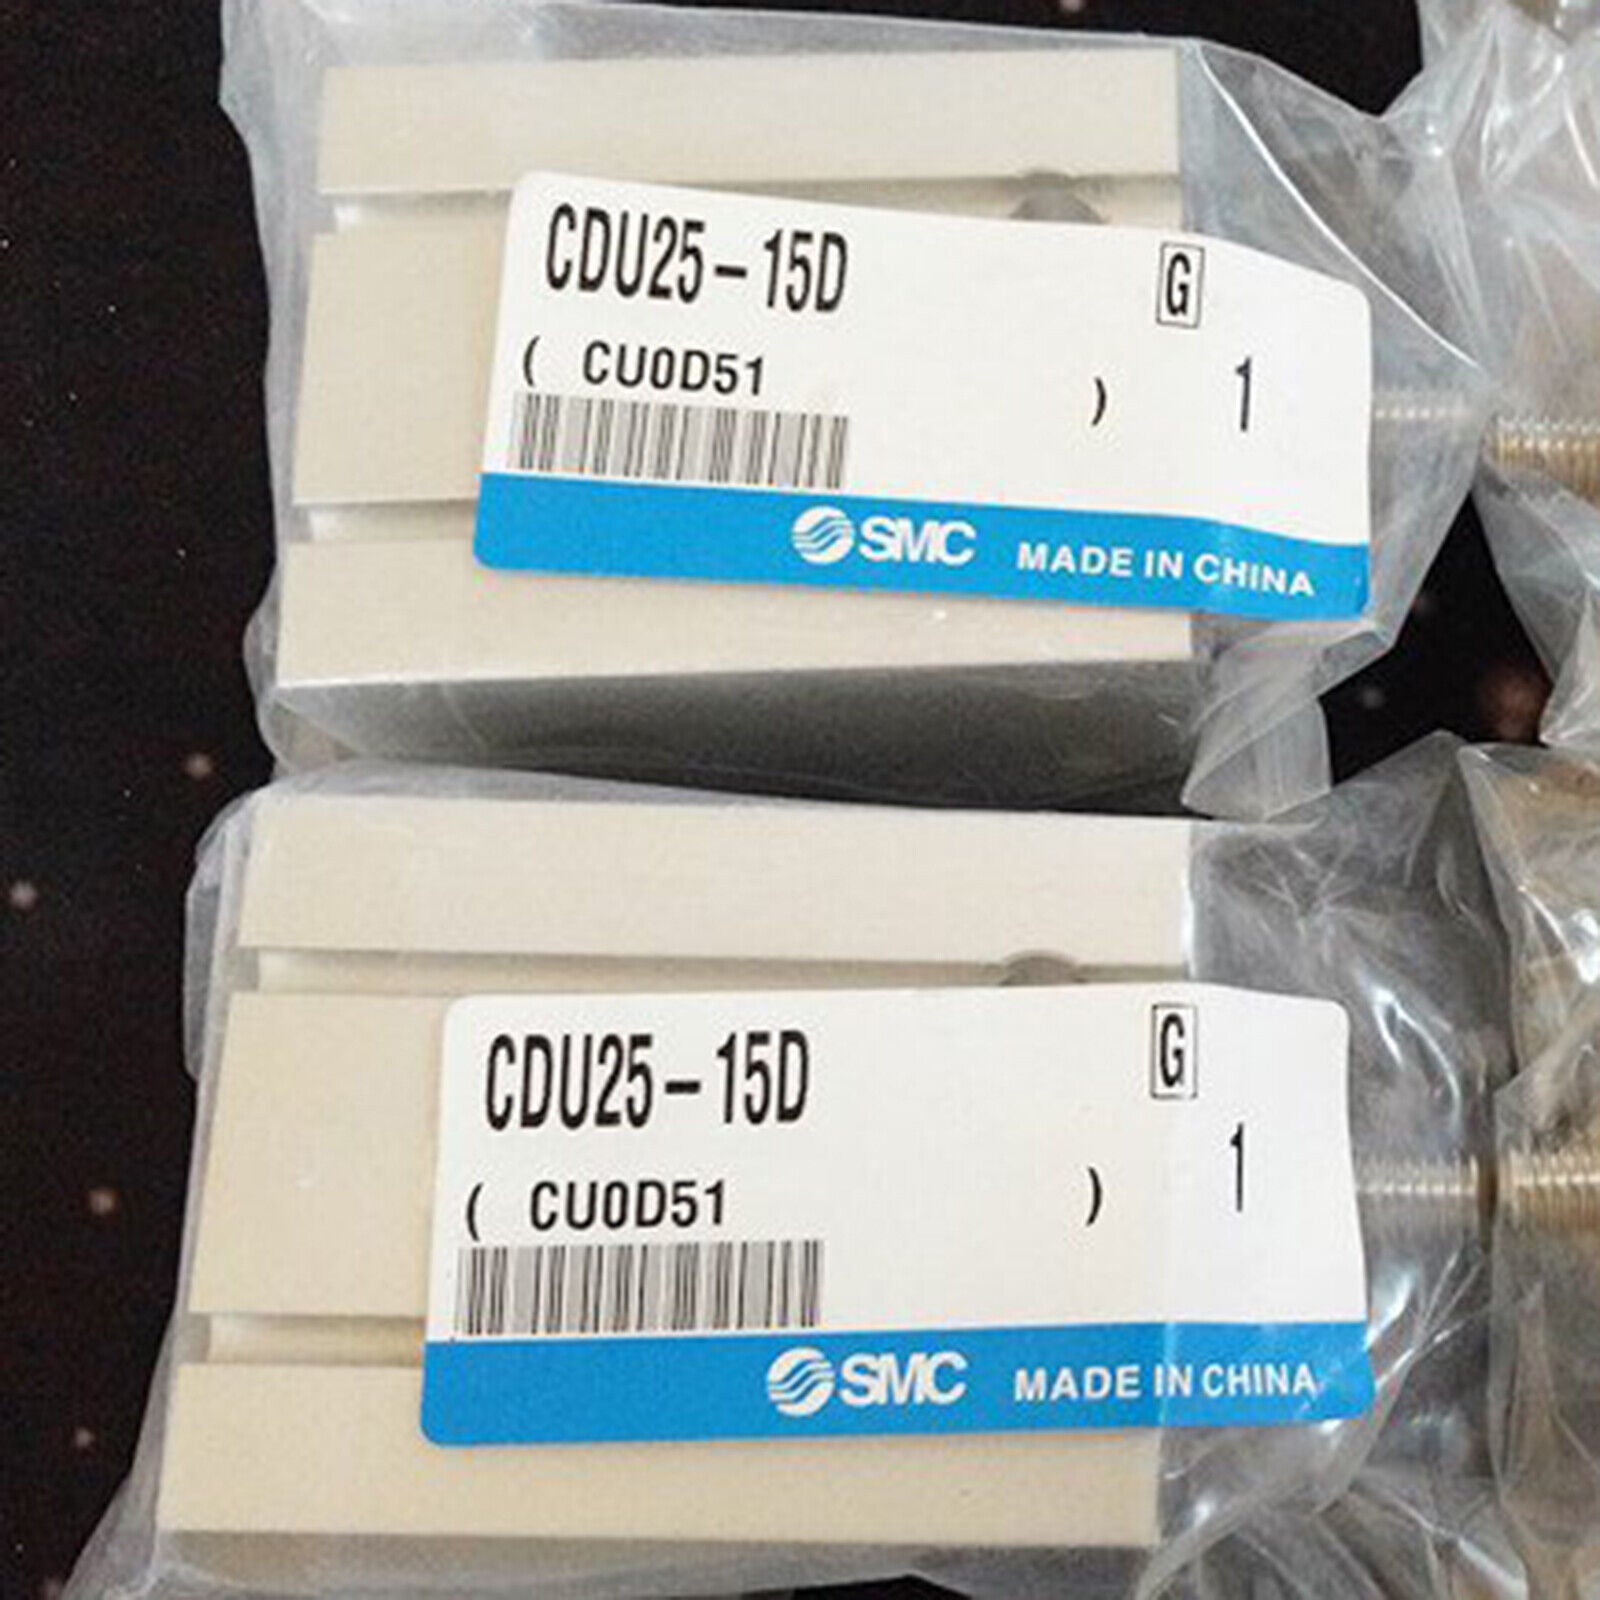 CDU25-15D G
( CU0D51 ) 1
SMC MADE IN CHINA
CDU25-15D G
( CU0D51 ) 1
SMC MADE IN CHINA